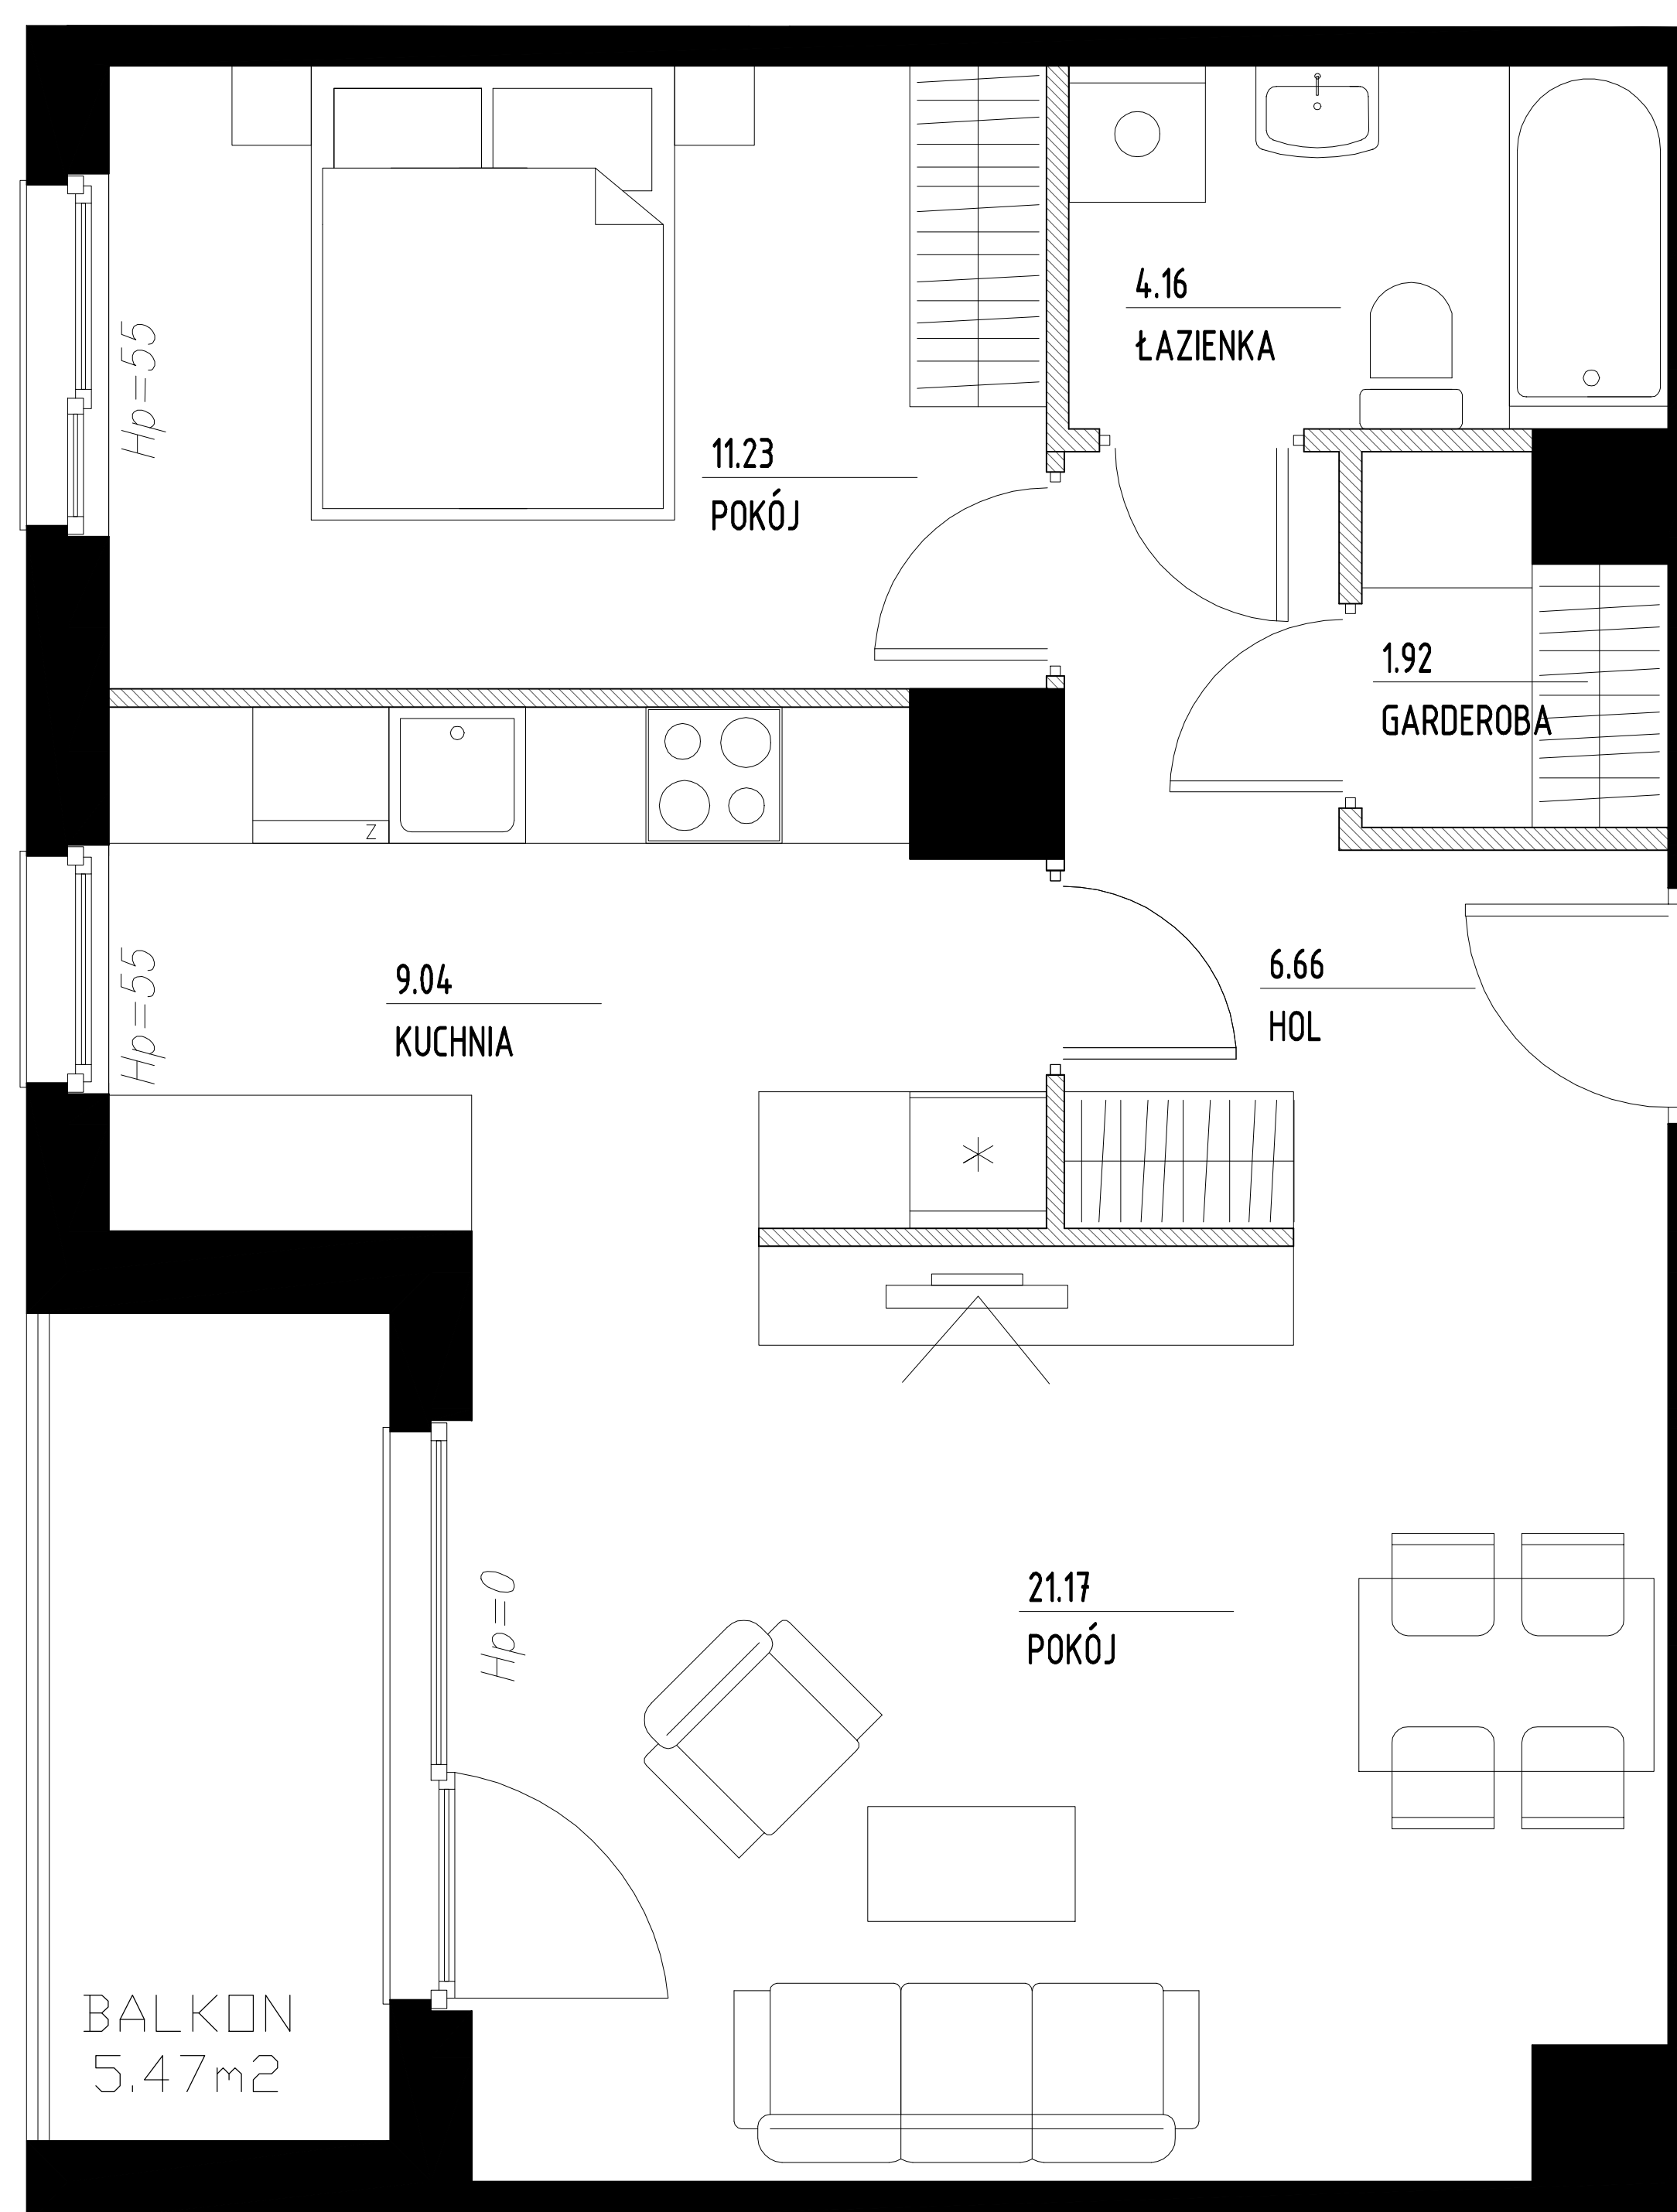 4.16
ŁAZIENKA
Hp=55
11.23
POKÓJ
1.92
GARDEROBA
Z
Hp=55
9.04
KUCHNIA
6.66
HOL
Hp=0
21.17
POKÓJ
BALKON
5.47m2